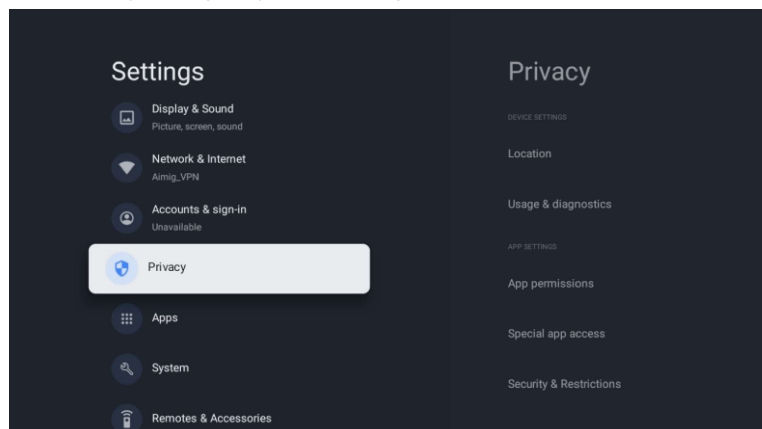 Settings
Display & Sound
Picture, screen, sound
Network & Internet
Aimig_VPN
Accounts & sign-in
Unavailable
Privacy
Apps
System
Remotes & Accessories
Privacy
DEVICE SETTINGS
Location
Usage & diagnostics
APP SETTINGS
App permissions
Special app access
Security & Restrictions